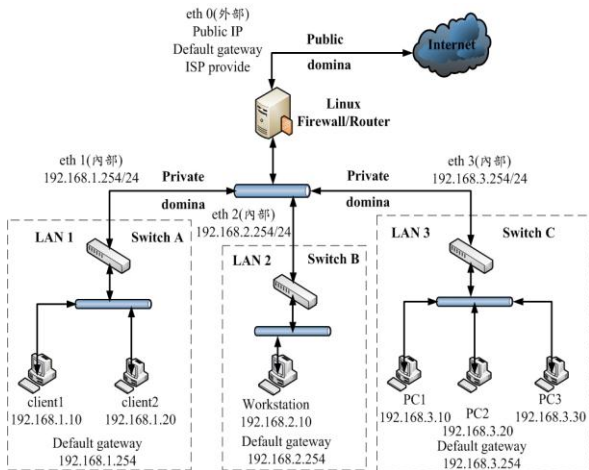 eth 0(外部)
Public IP
Default gateway
ISP provide
Public
domina
Internet
Linux
Firewall/Router
eth 1(內部)
192.168.1.254/24
Private
domina
eth 2(內部)
192.168.2.254/24
Private
domina
eth 3(內部)
192.168.3.254/24
LAN 1
Switch A
client1
192.168.1.10
client2
192.168.1.20
Default gateway
192.168.1.254
LAN 2
Switch B
Workstation
192.168.2.10
Default gateway
192.168.2.254
LAN 3
Switch C
PC1
192.168.3.10
PC2
192.168.3.20
PC3
192.168.3.30
Default gateway
192.168.3.254